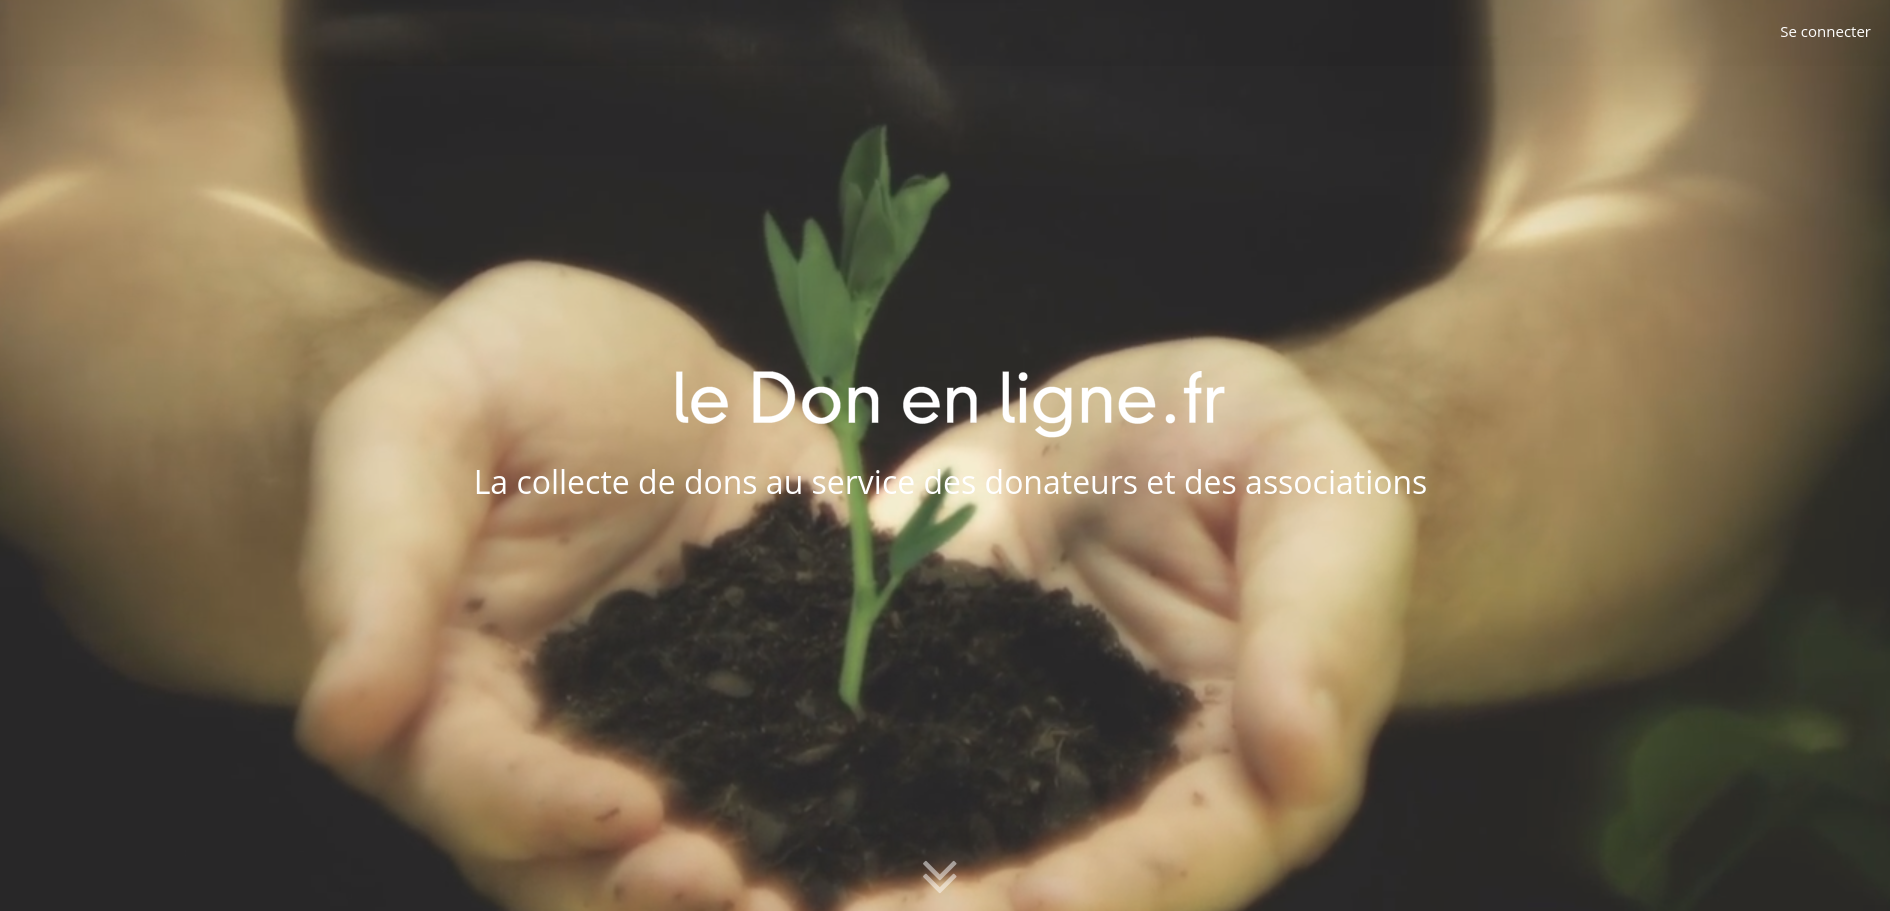 Se connecter
le Don en ligne.fr
La collecte de dons au service des donateurs et des associations